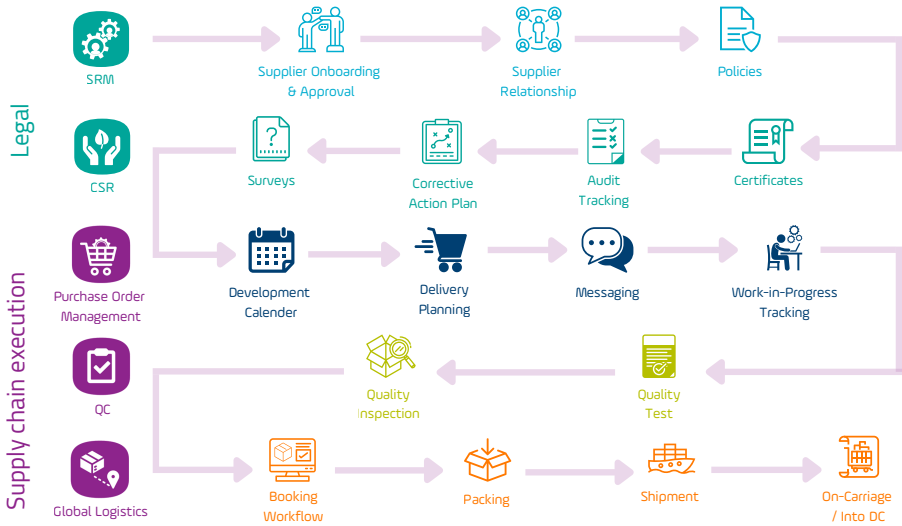 Legal
SRM
Supplier Onboarding
& Approval
Supplier
Relationship
Policies
CSR
Surveys
Corrective
Action Plan
Audit
Tracking
Certificates
Supply chain execution
Purchase Order
Management
Development
Calender
Delivery
Planning
Messaging
Work-in-Progress
Tracking
QC
Quality
Inspection
Quality
Test
Global Logistics
Booking
Workflow
Packing
Shipment
On-Carriage
/ Into DC